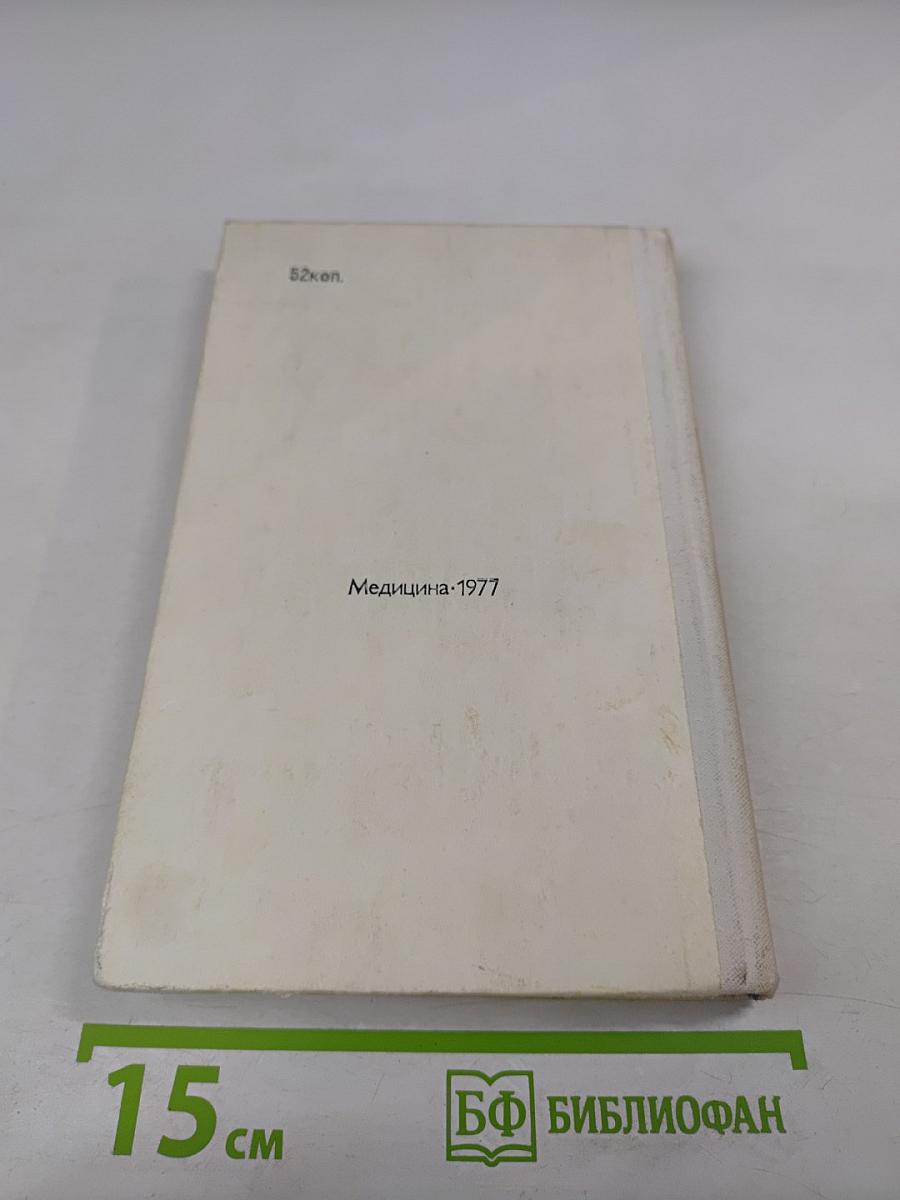 52коп.
Медицина·1977
15 см
БФ БИБЛИОФАН